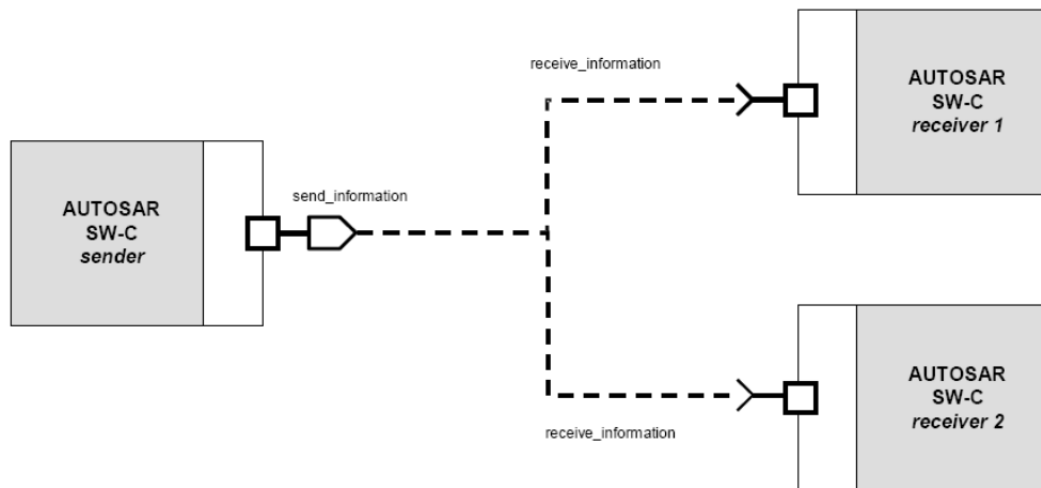 receive_information
AUTOSAR
SW-C
receiver 1
send_information
AUTOSAR
SW-C
sender
AUTOSAR
SW-C
receiver 2
receive_information